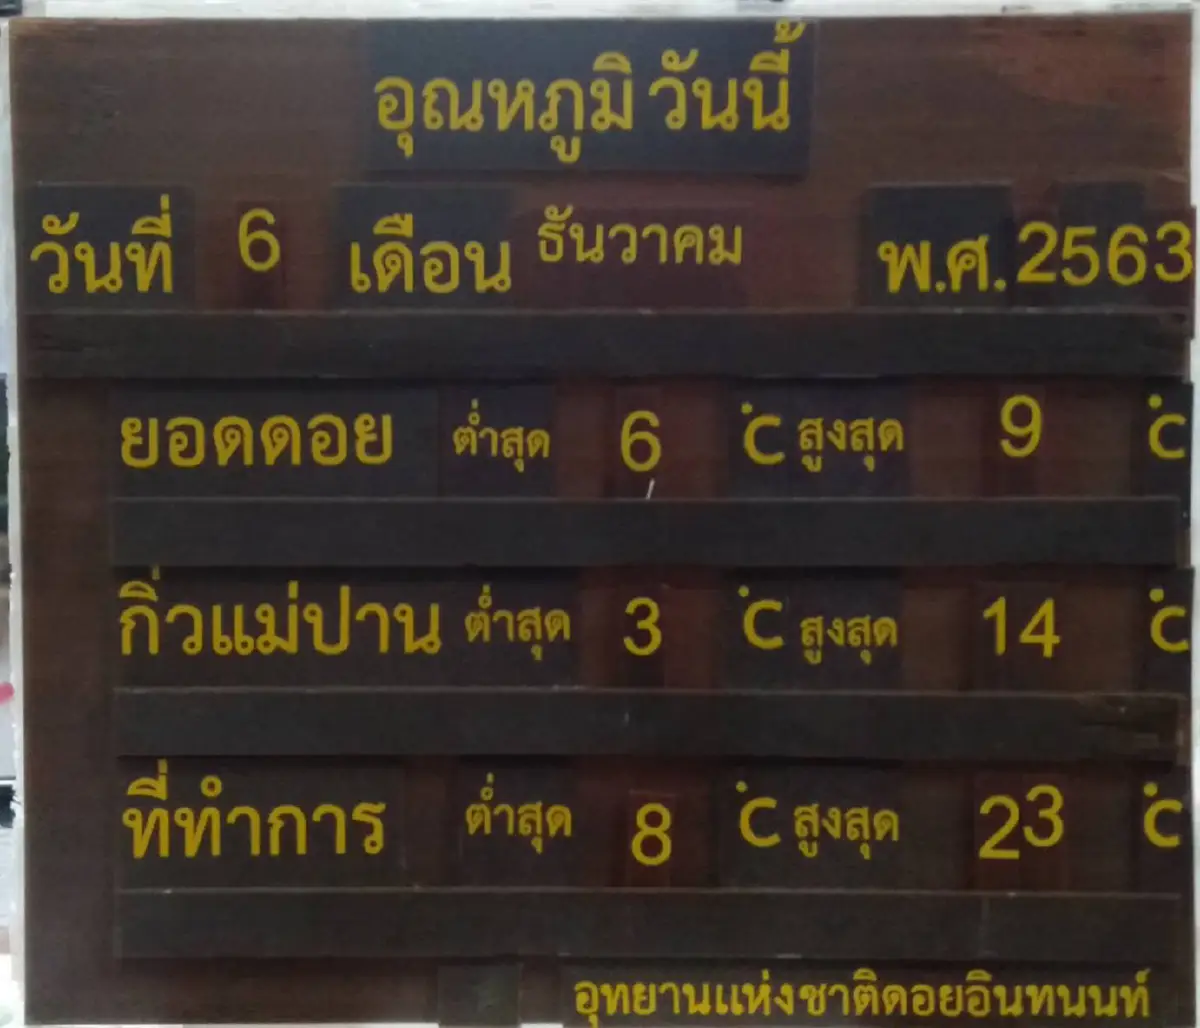 อุณหภูมิ วันนี้
วันที่ 6 เดือน ธันวาคม พ.ศ. 2563
ยอดดอย ต่ำสุด 6 °C สูงสุด 9 °C
กิ่วแม่ปาน ต่ำสุด 3 °C สูงสุด 14 °C
ที่ทำการ ต่ำสุด 8 °C สูงสุด 23 °C
อุทยานแห่งชาติดอยอินทนนท์